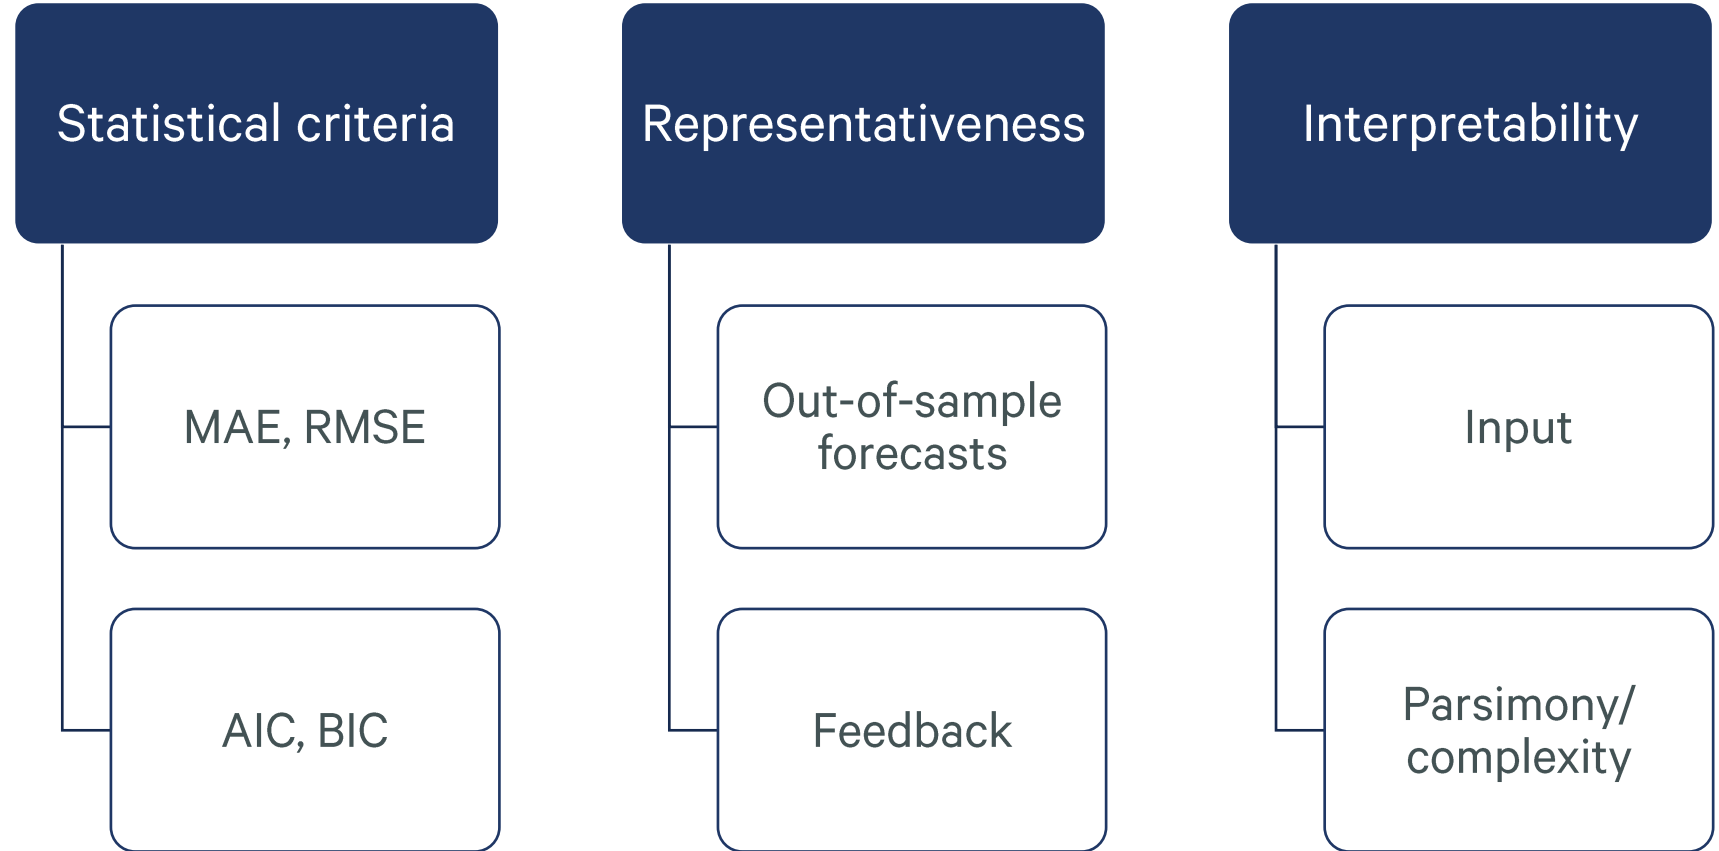 Statistical criteria
MAE, RMSE
AIC, BIC
Representativeness
Out-of-sample
forecasts
Feedback
Interpretability
Input
Parsimony/
complexity